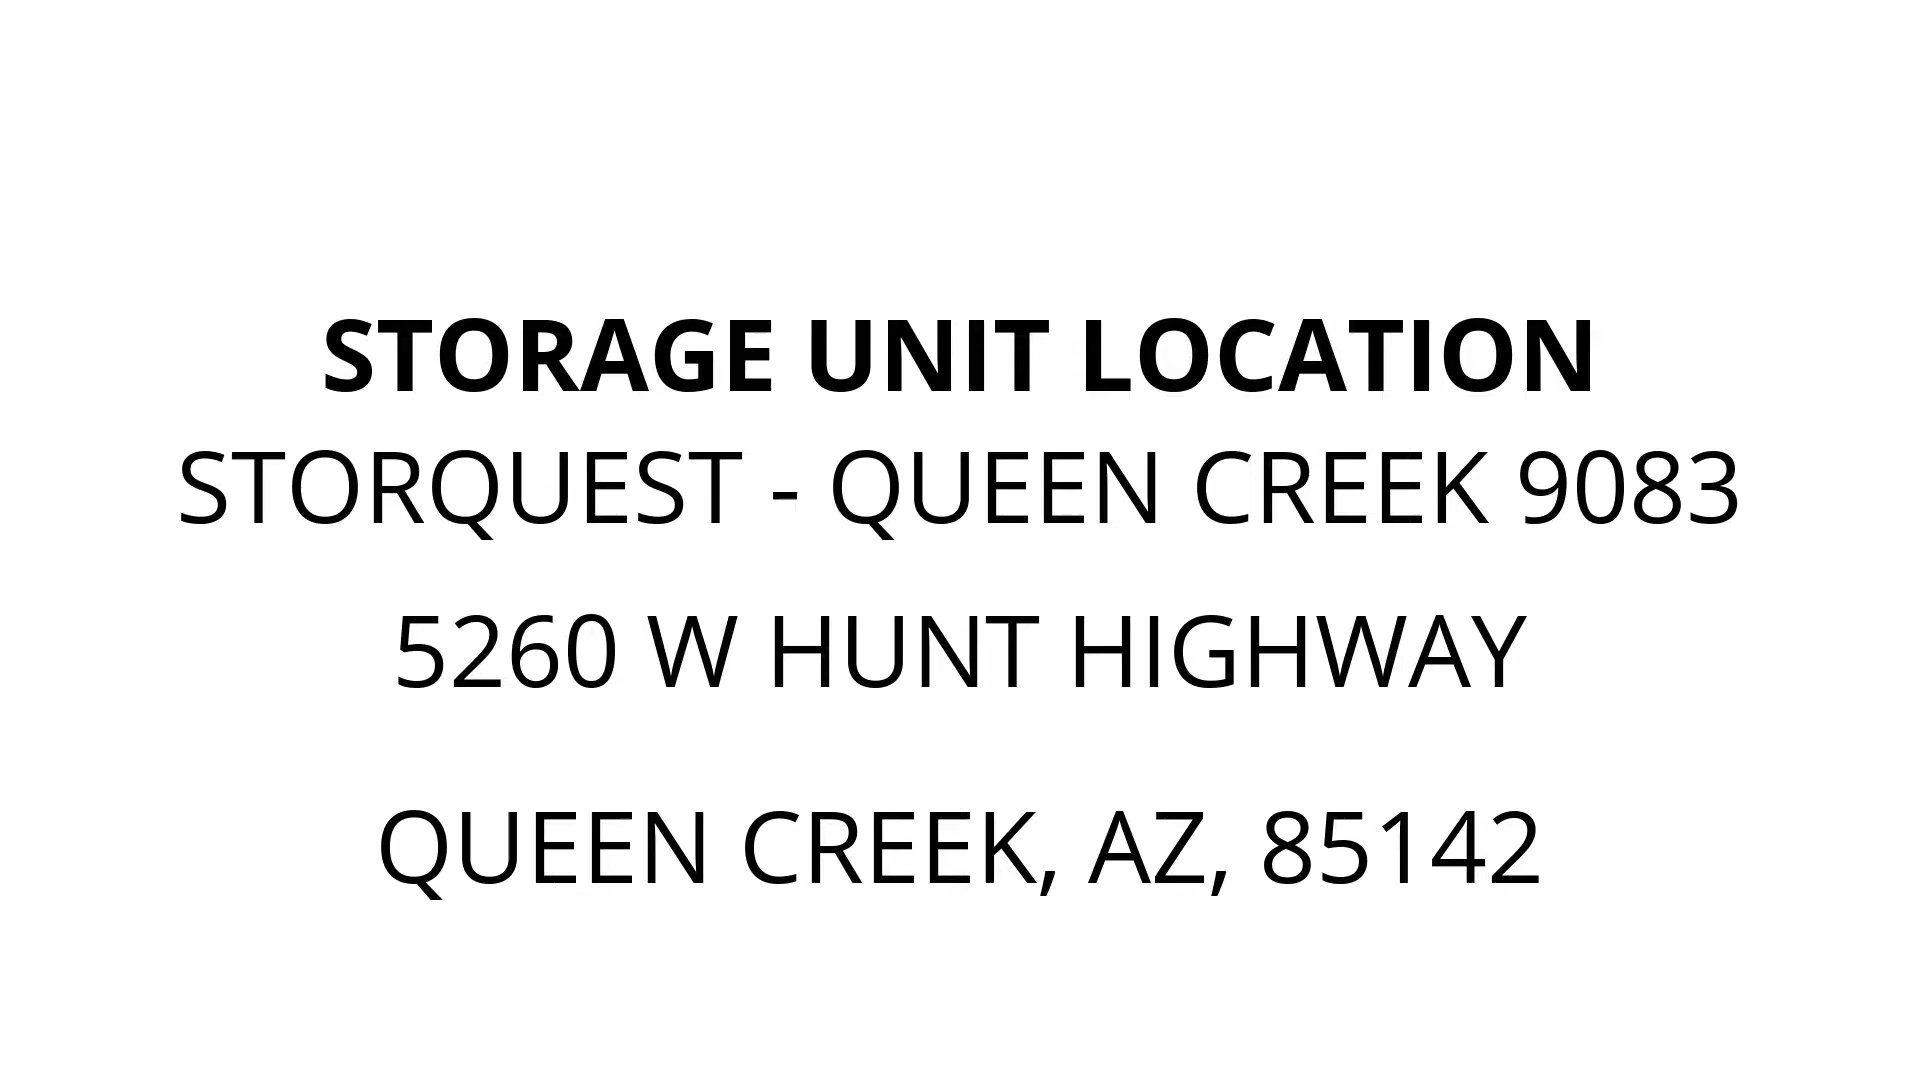 STORAGE UNIT LOCATION
STORQUEST - QUEEN CREEK 9083
5260 W HUNT HIGHWAY
QUEEN CREEK, AZ, 85142